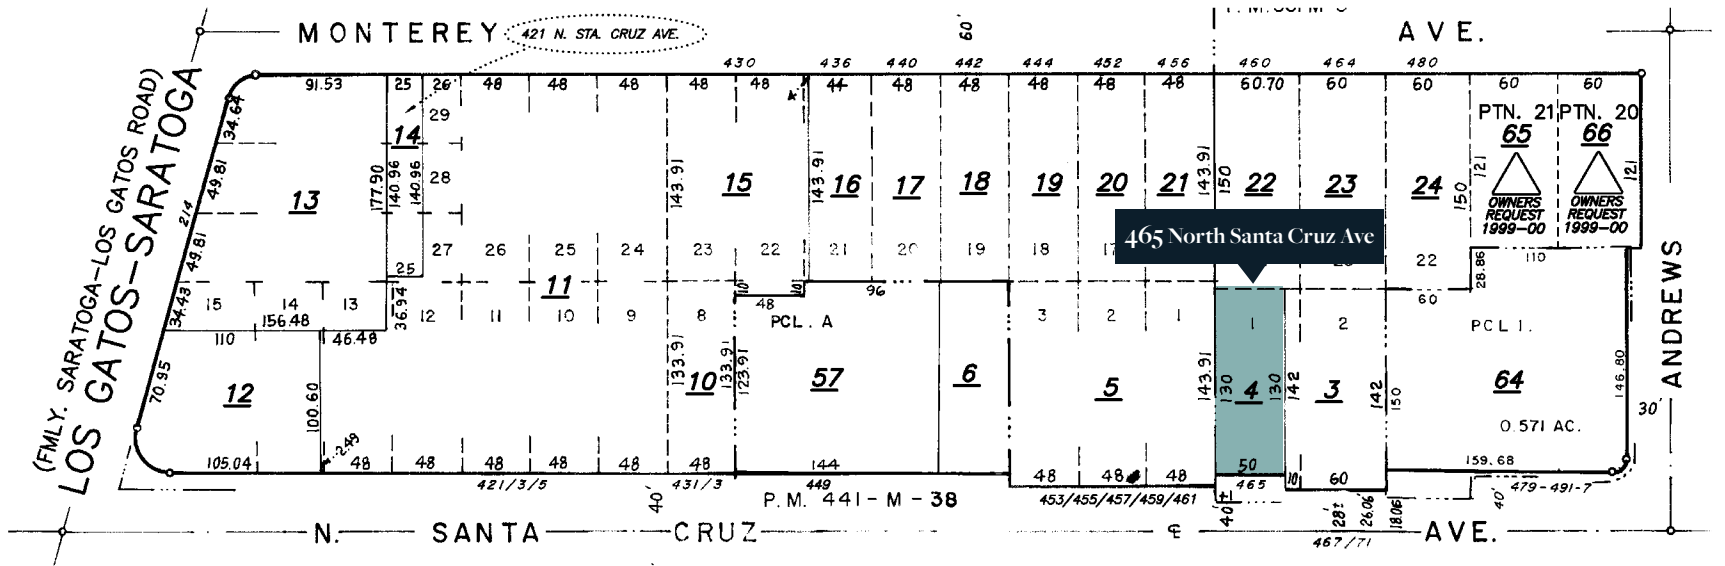 MONTEREY
421 N. STA. CRUZ AVE.
60'
AVE.
430 436 440 442 444 452 456 460 464 480
91.53 25 26 48 48 48 48 48 48 44 48 48 48 48 48 60.70 60 60 60 60
34.64
29
14
PTN. 21 PTN. 20
65 66
LOS GATOS-SARATOGA
(FMLY. SARATOGA-LOS GATOS ROAD)
49.81
177.90 140.96 140.96
28
143.91
143.91
143.91 150
150
121
121
13 15 16 17 18 19 20 21 22 23 24
OWNERS REQUEST 1999-00
OWNERS REQUEST 1999-00
214
49.81
465 North Santa Cruz Ave
27 26 25 24 23 22 21 20 19 18 22
110
28.86
25
11
10 10
48
96
60
34.43
15 14 13
156.48
36.94
12 11 10 9 8
PCL. A
3 2 1 1 2
PCL 1.
110
46.48
ANDREWS
70.95
12
100.60
133.91 10 133.91 123.91
57
6
5
143.91 130 4 130 142 3 142 150
64
146.80
30'
0.571 AC.
105.04 2.49 48 48 48 48 48 48 144 48 48 48 50 10 60 159.68
421/3/5 431/3 449 453/455/457/459/461 465 479-491-7
40'
P.M. 441-M-38
40' 28' 26.06 18.06 40'
N. SANTA CRUZ AVE.
467/71